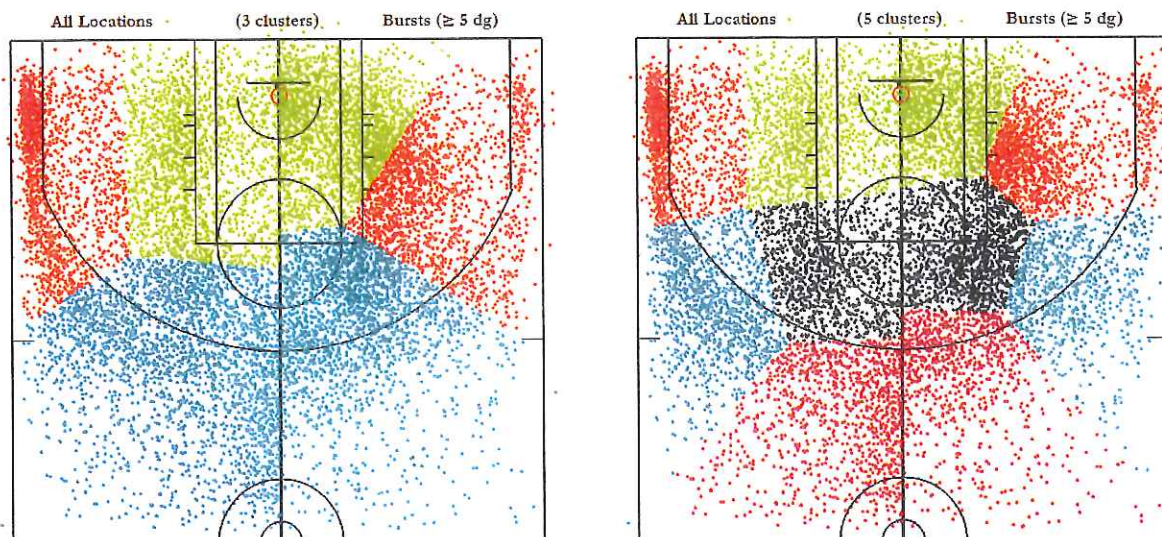 All Locations (3 clusters) Bursts (≥ 5 dg)
All Locations (5 clusters) Bursts (≥ 5 dg)